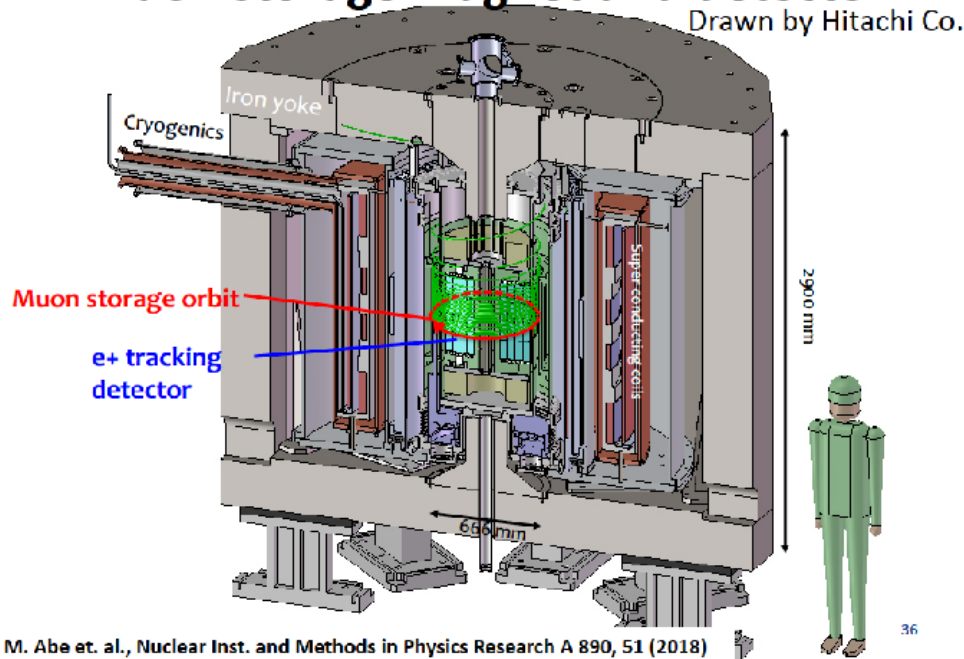 Drawn by Hitachi Co.
Iron yoke
Cryogenics
Muon storage orbit
e+ tracking
detector
Super conducting coils
2900 mm
666 mm
M. Abe et. al., Nuclear Inst. and Methods in Physics Research A 890, 51 (2018)
36